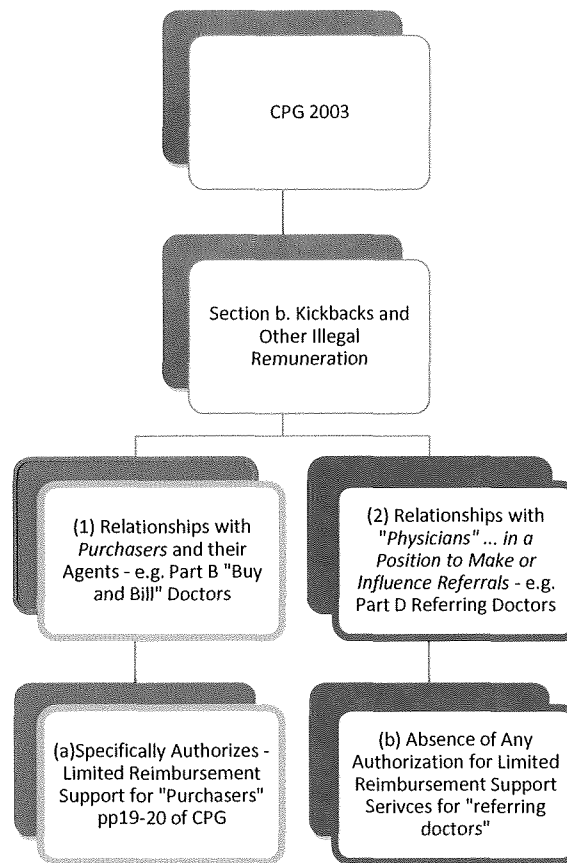 CPG 2003
Section b. Kickbacks and
Other Illegal
Remuneration
(1) Relationships with
Purchasers and their
Agents - e.g. Part B "Buy
and Bill" Doctors
(2) Relationships with
"Physicians" ... in a
Position to Make or
Influence Referrals - e.g.
Part D Referring Doctors
(a)Specifically Authorizes -
Limited Reimbursement
Support for "Purchasers"
pp19-20 of CPG
(b) Absence of Any
Authorization for Limited
Reimbursement Support
Serivces for "referring
doctors"